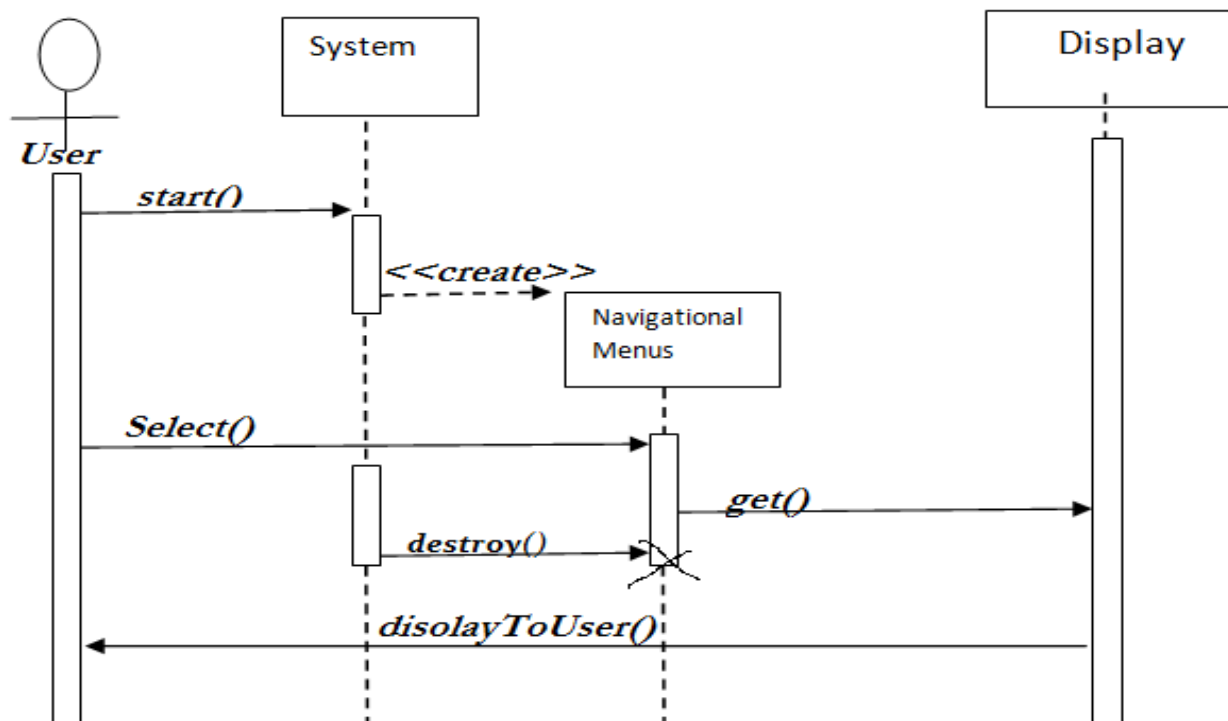 System
Display
User
start()
<<create>>
Navigational
Menus
Select()
get()
destroy()
disolayToUser()